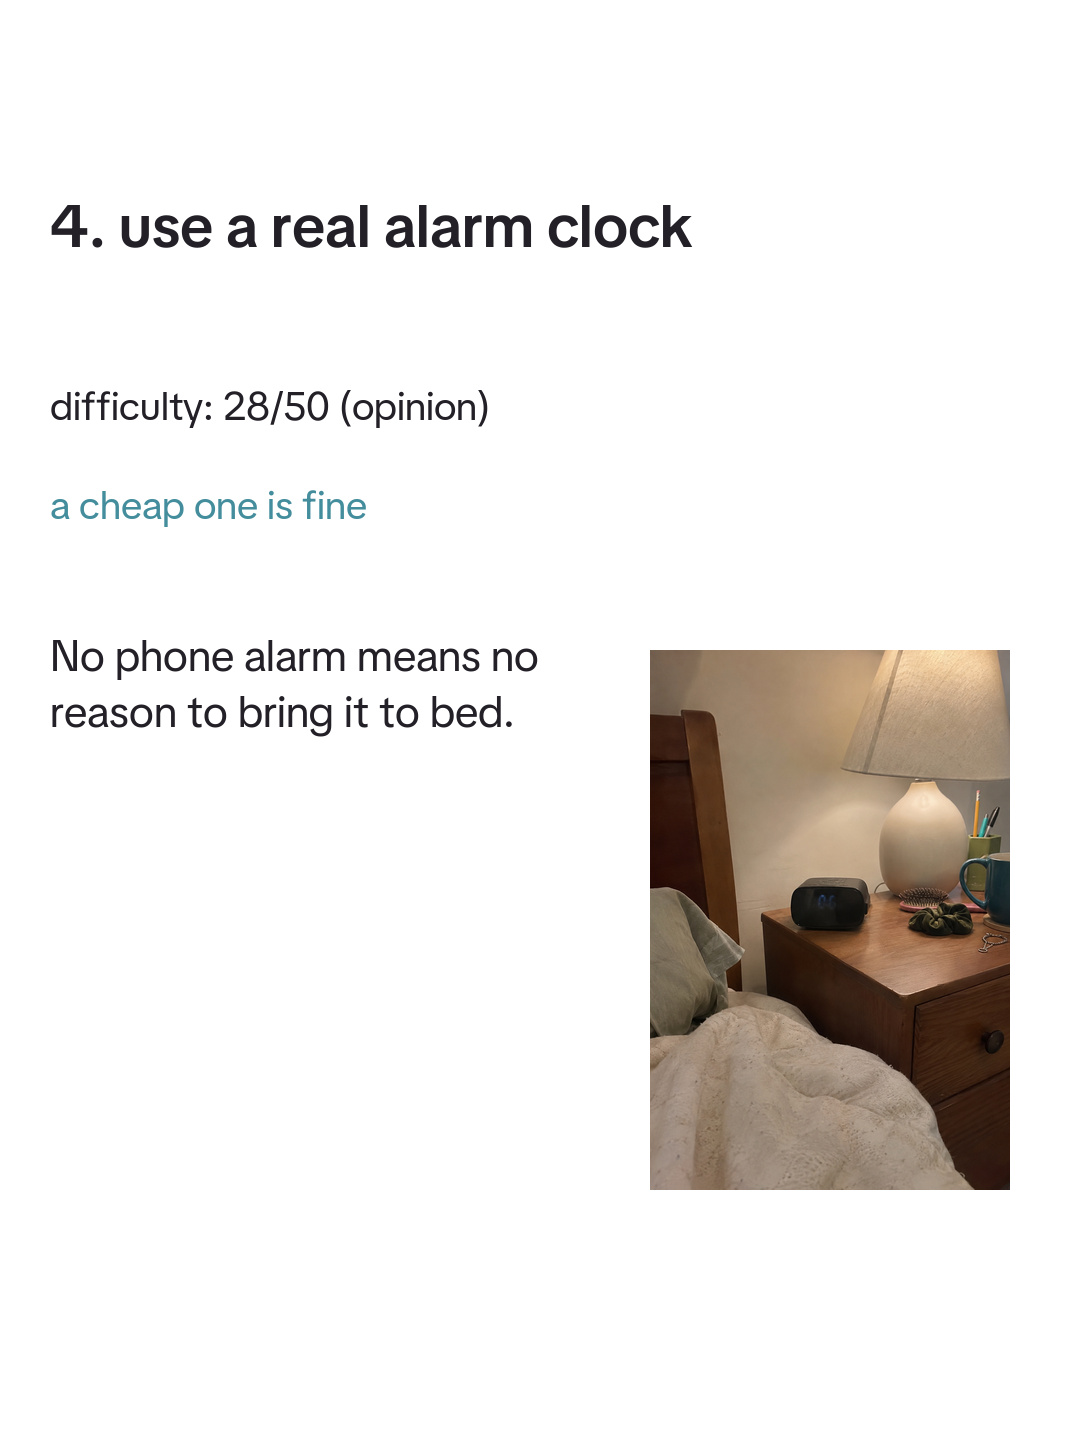 4. use a real alarm clock
difficulty: 28/50 (opinion)
a cheap one is fine
No phone alarm means no
reason to bring it to bed.